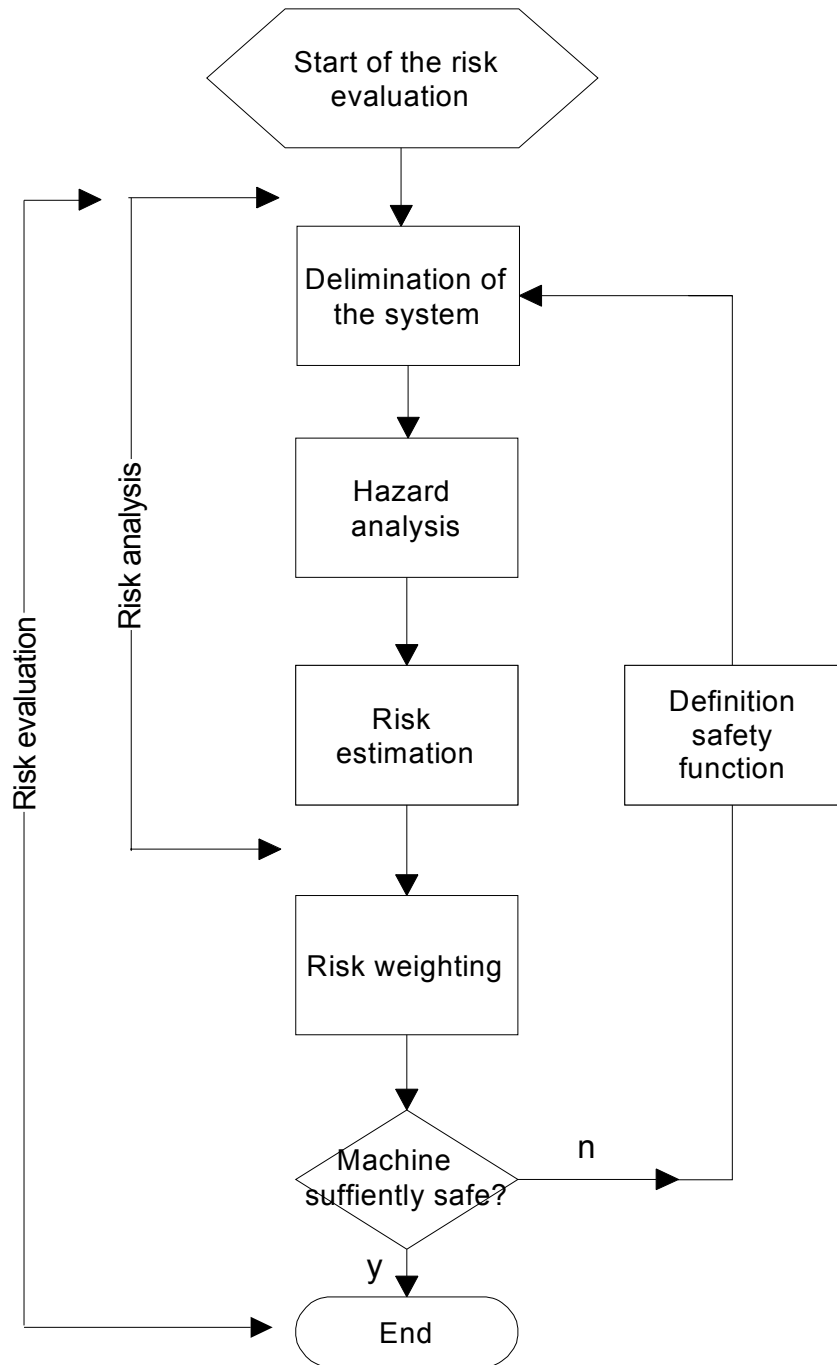 Start of the risk
evaluation
Delimination of
the system
Hazard
analysis
Risk analysis
Risk evaluation
Risk
estimation
Definition
safety
function
Risk weighting
Machine
suffiently safe?
n
y
End